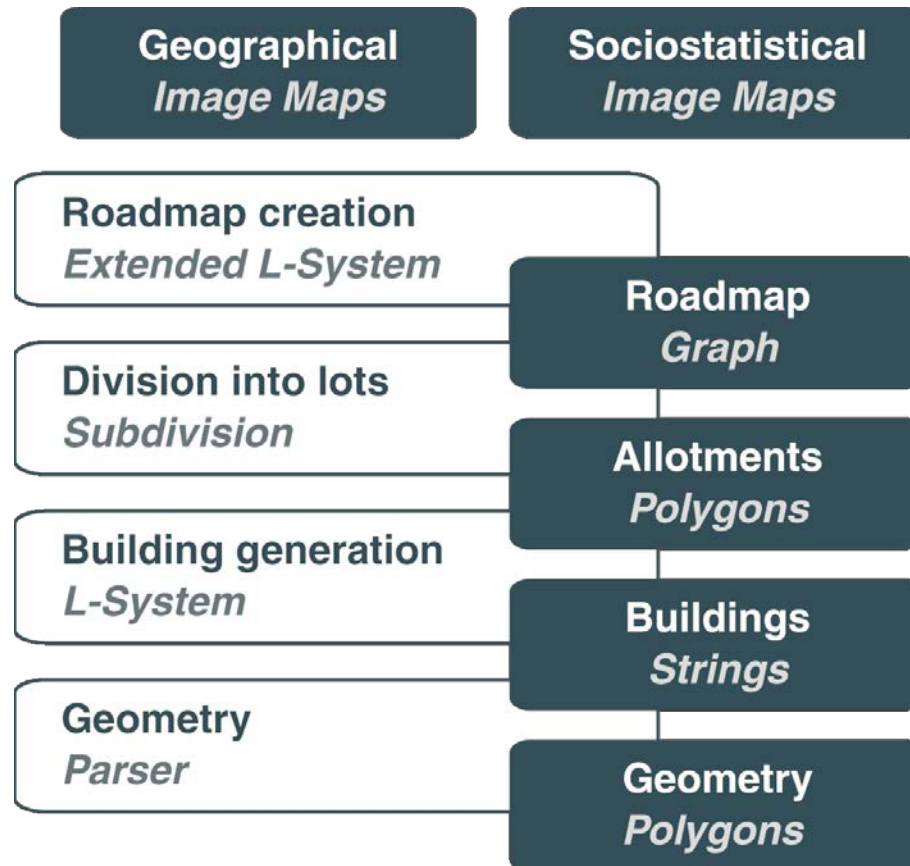 Geographical
Image Maps
Sociostatistical
Image Maps
Roadmap creation
Extended L-System
Roadmap
Graph
Division into lots
Subdivision
Allotments
Polygons
Building generation
L-System
Buildings
Strings
Geometry
Parser
Geometry
Polygons